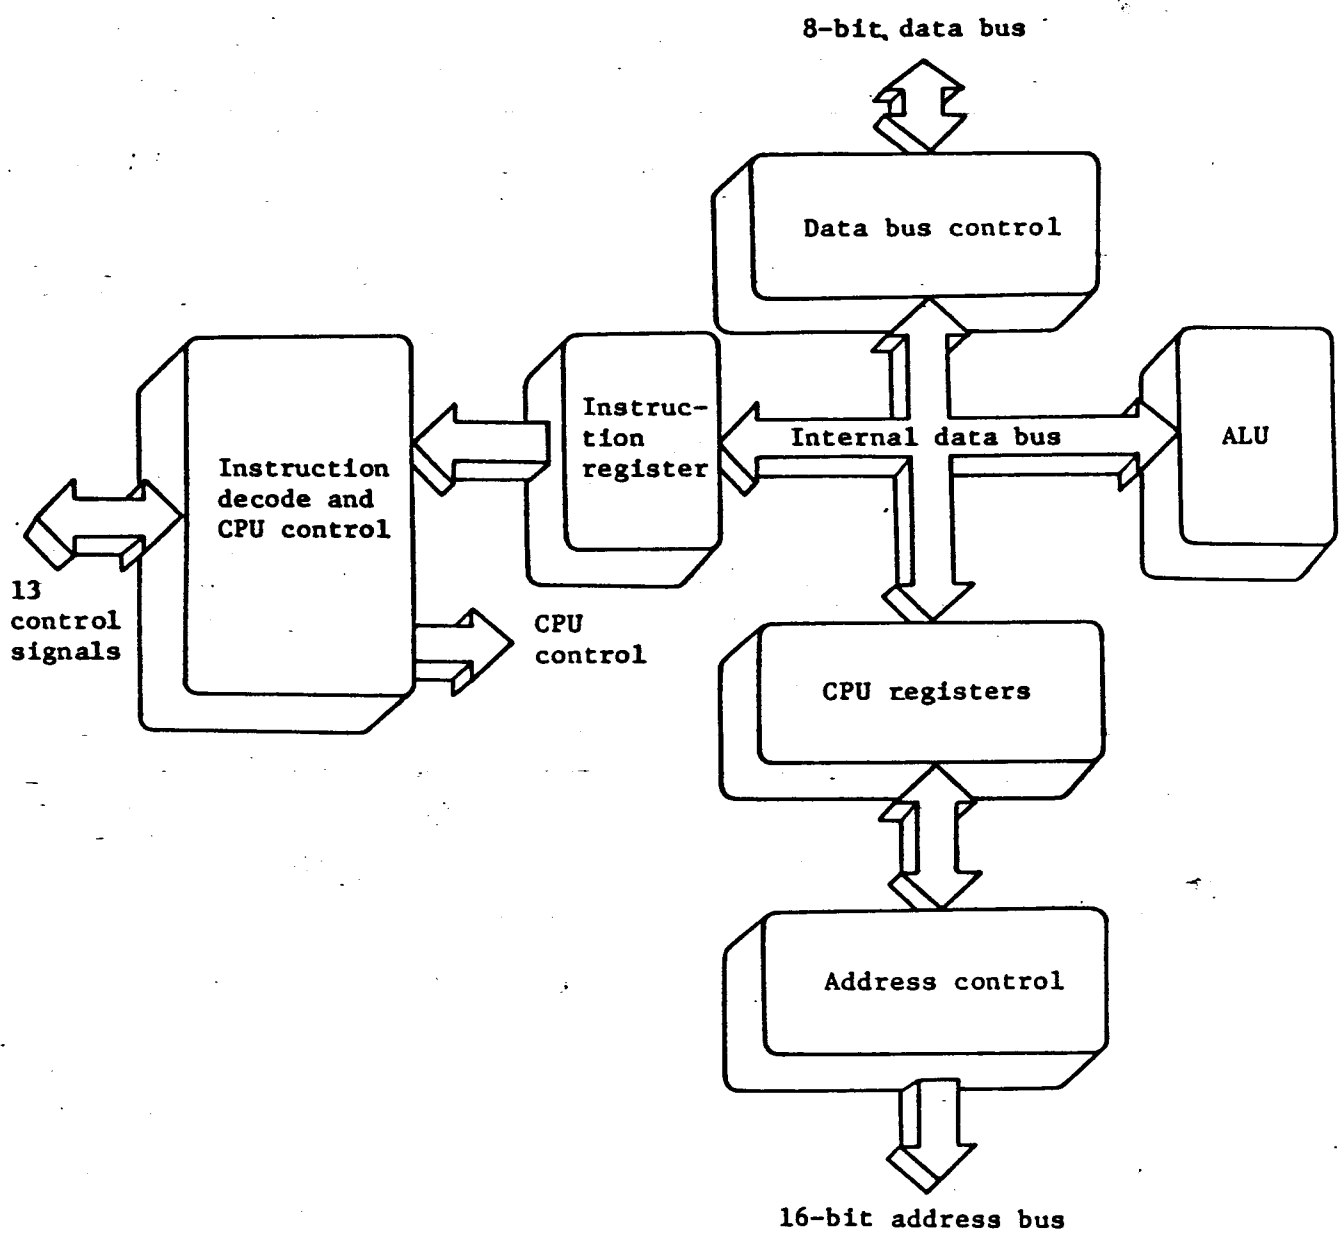 8-bit data bus
Data bus control
Instruc-
tion
register
Internal data bus
ALU
Instruction
decode and
CPU control
13
control
signals
CPU
control
CPU registers
Address control
16-bit address bus